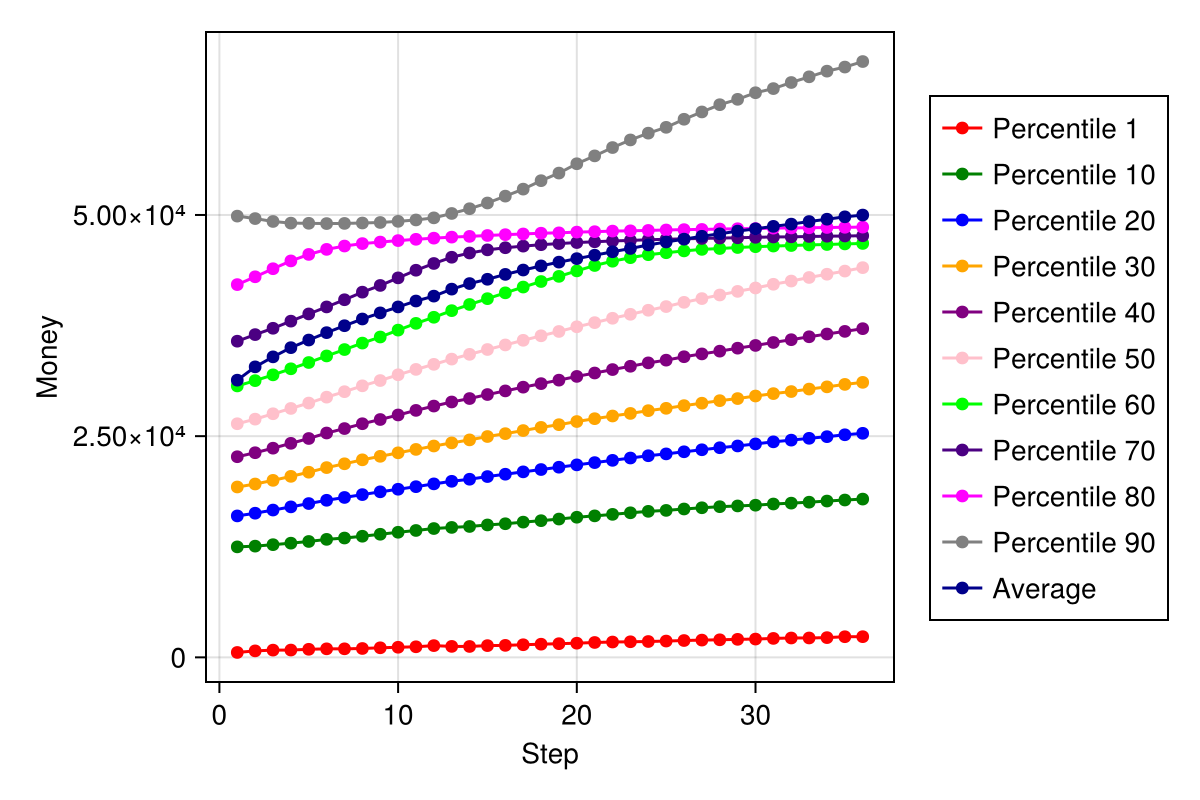 5.00×10⁴
2.50×10⁴
0
Money
0 10 20 30
Step
Percentile 1
Percentile 10
Percentile 20
Percentile 30
Percentile 40
Percentile 50
Percentile 60
Percentile 70
Percentile 80
Percentile 90
Average